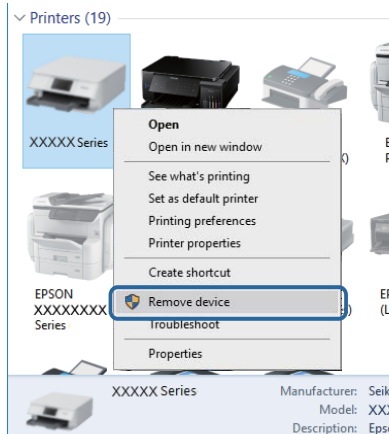 Printers (19)
XXXXX Series
Open
Open in new window
See what's printing
Set as default printer
Printing preferences
Printer properties
Create shortcut
Remove device
Troubleshoot
Properties
EPSON
XXXXXXXX
Series
XXXXX Series
Manufacturer:
Model:
Description: